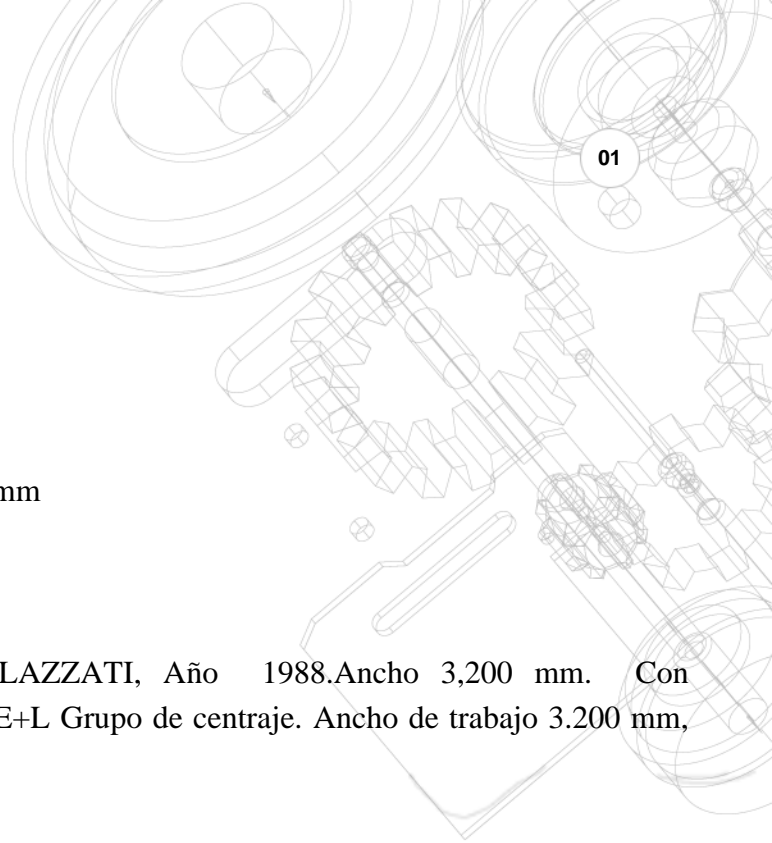 01
mm
LAZZATI, Año 1988.Ancho 3,200 mm. Con
E+L Grupo de centraje. Ancho de trabajo 3.200 mm,